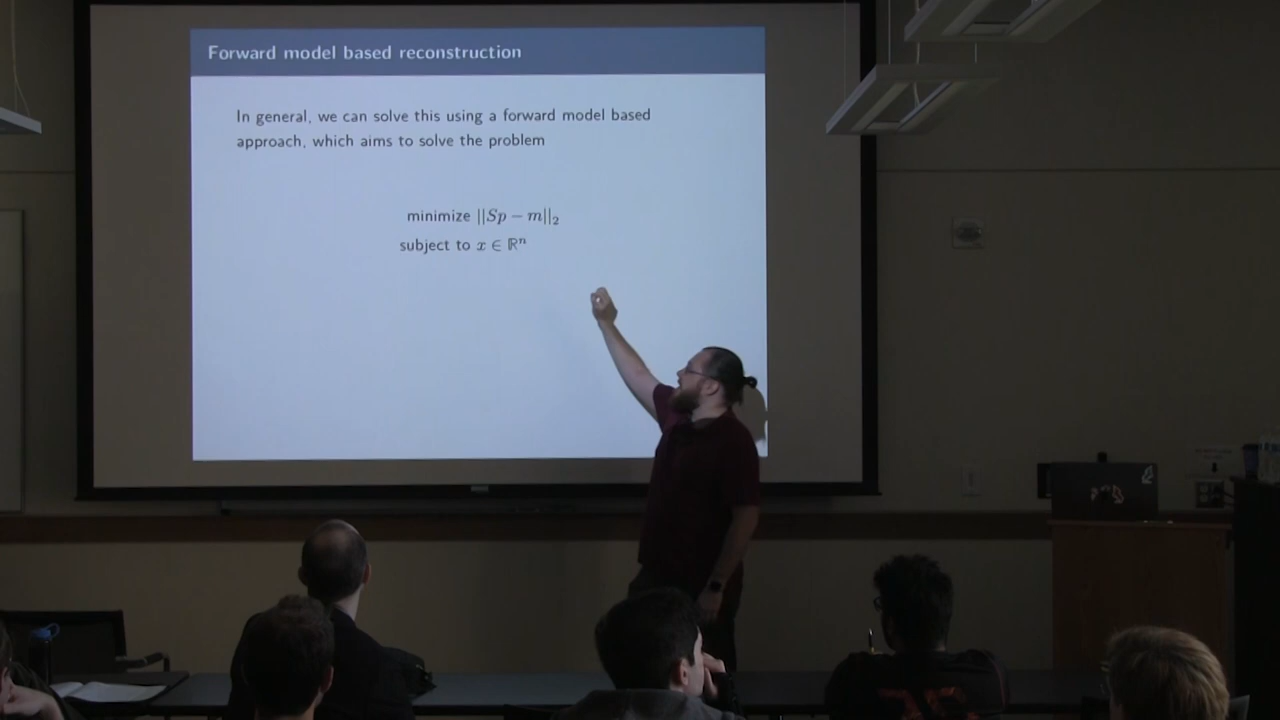 Forward model based reconstruction
In general, we can solve this using a forward model based
approach, which aims to solve the problem
minimize ||Sp − m||₂
subject to x ∈ ℝⁿ